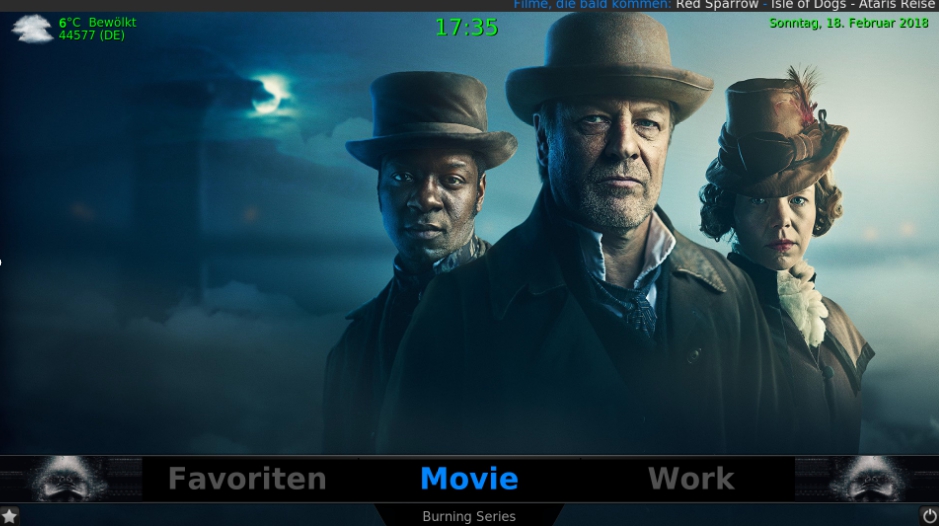 Filme, die bald kommen: Red Sparrow - Isle of Dogs - Ataris Reise
6°C Bewölkt
44577 (DE)
17:35
Sonntag, 18. Februar 2018
Favoriten
Movie
Work
Burning Series